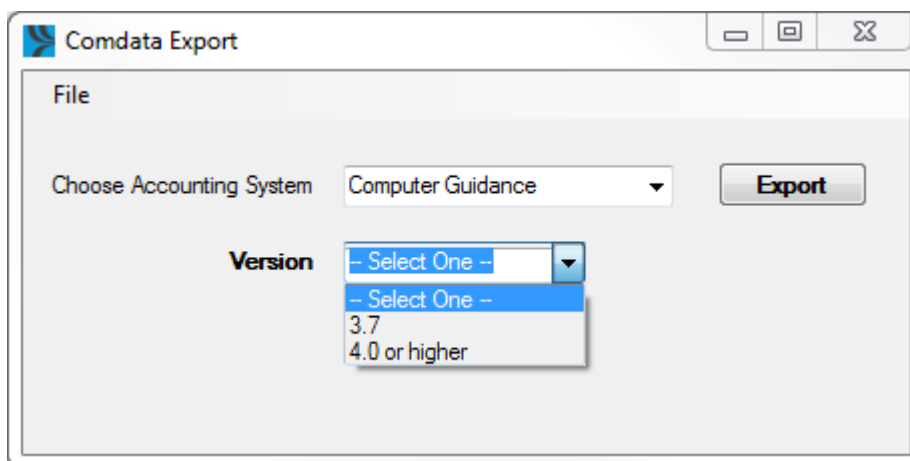 Comdata Export
File
Choose Accounting System Computer Guidance Export
Version -- Select One --
-- Select One --
3.7
4.0 or higher